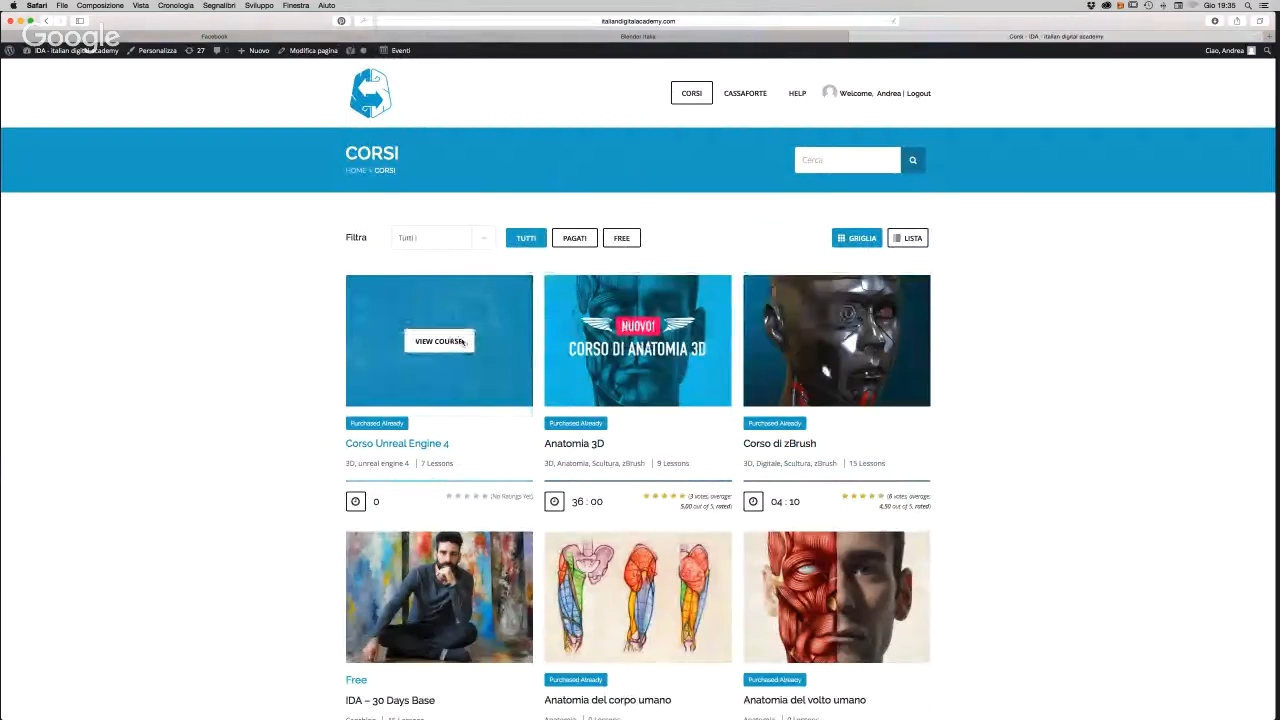 Safari File Composizione Vista Cronologia Segnalibri Sviluppo Finestra Aiuto
Gio 19:35
italiandigitalacademy.com
Google
Facebook
Blender Italia
Corsi - IDA - italian digital academy
IDA - italian digital academy Personalizza 27 0 Nuovo Modifica pagina Eventi
Ciao, Andrea
CORSI
CASSAFORTE
HELP
Welcome, Andrea | Logout
CORSI
HOME » CORSI
Cerca
Filtra
Tutti i
TUTTI
PAGATI
FREE
GRIGLIA
LISTA
VIEW COURSE
NUOVO!
CORSO DI ANATOMIA 3D
Purchased Already
Purchased Already
Purchased Already
Corso Unreal Engine 4
Anatomia 3D
Corso di zBrush
3D, unreal engine 4 | 7 Lessons
3D, Anatomia, Scultura, zBrush | 9 Lessons
3D, Digitale, Scultura, zBrush | 15 Lessons
0
(No Ratings Yet)
36 : 00
(3 votes, average:
5,00 out of 5, rated)
04 : 10
(8 votes, average:
4,50 out of 5, rated)
Free
Purchased Already
Purchased Already
IDA – 30 Days Base
Anatomia del corpo umano
Anatomia del volto umano